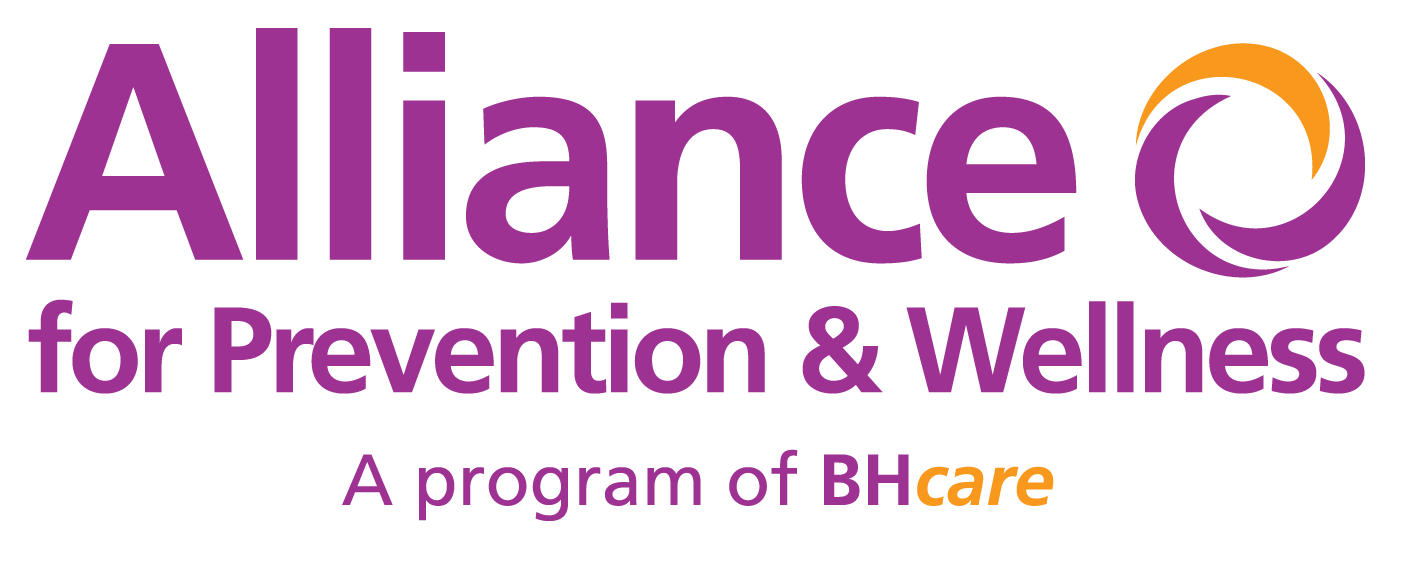 Alliance
for Prevention & Wellness
A program of BHcare